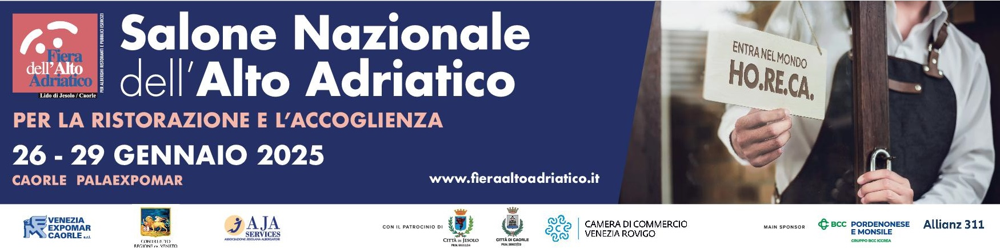 Fiera
dell'Alto
Adriatico
Lido di Jesolo / Caorle
PER ALBERGHI RISTORANTI E PUBBLICI ESERCIZI
Salone Nazionale
dell'Alto Adriatico
PER LA RISTORAZIONE E L'ACCOGLIENZA
26 - 29 GENNAIO 2025
CAORLE PALAEXPOMAR
www.fieraaltoadriatico.it
ENTRA NEL MONDO
HO.RE.CA.
VENEZIA
EXPOMAR
CAORLE s.r.l.
CONTRIBUTO
REGIONE DEL VENETO
AJA
SERVICES
ASSOCIAZIONE JESOLANA ALBERGATORI
CON IL PATROCINIO DI
CITTÀ DI JESOLO
CITTÀ DI CAORLE
CAMERA DI COMMERCIO
VENEZIA ROVIGO
MAIN SPONSOR
BCC PORDENONESE
E MONSILE
GRUPPO BCC ICCREA
Allianz 311